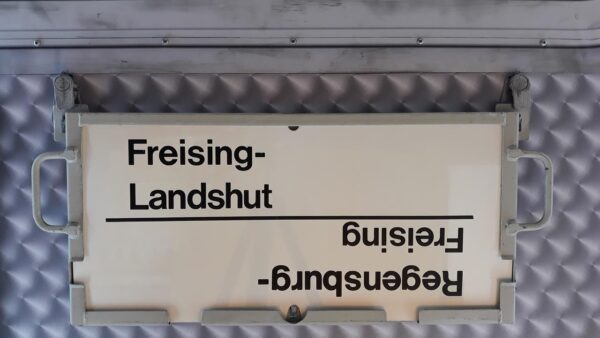 Freising-
Landshut
Regensburg-
Freising